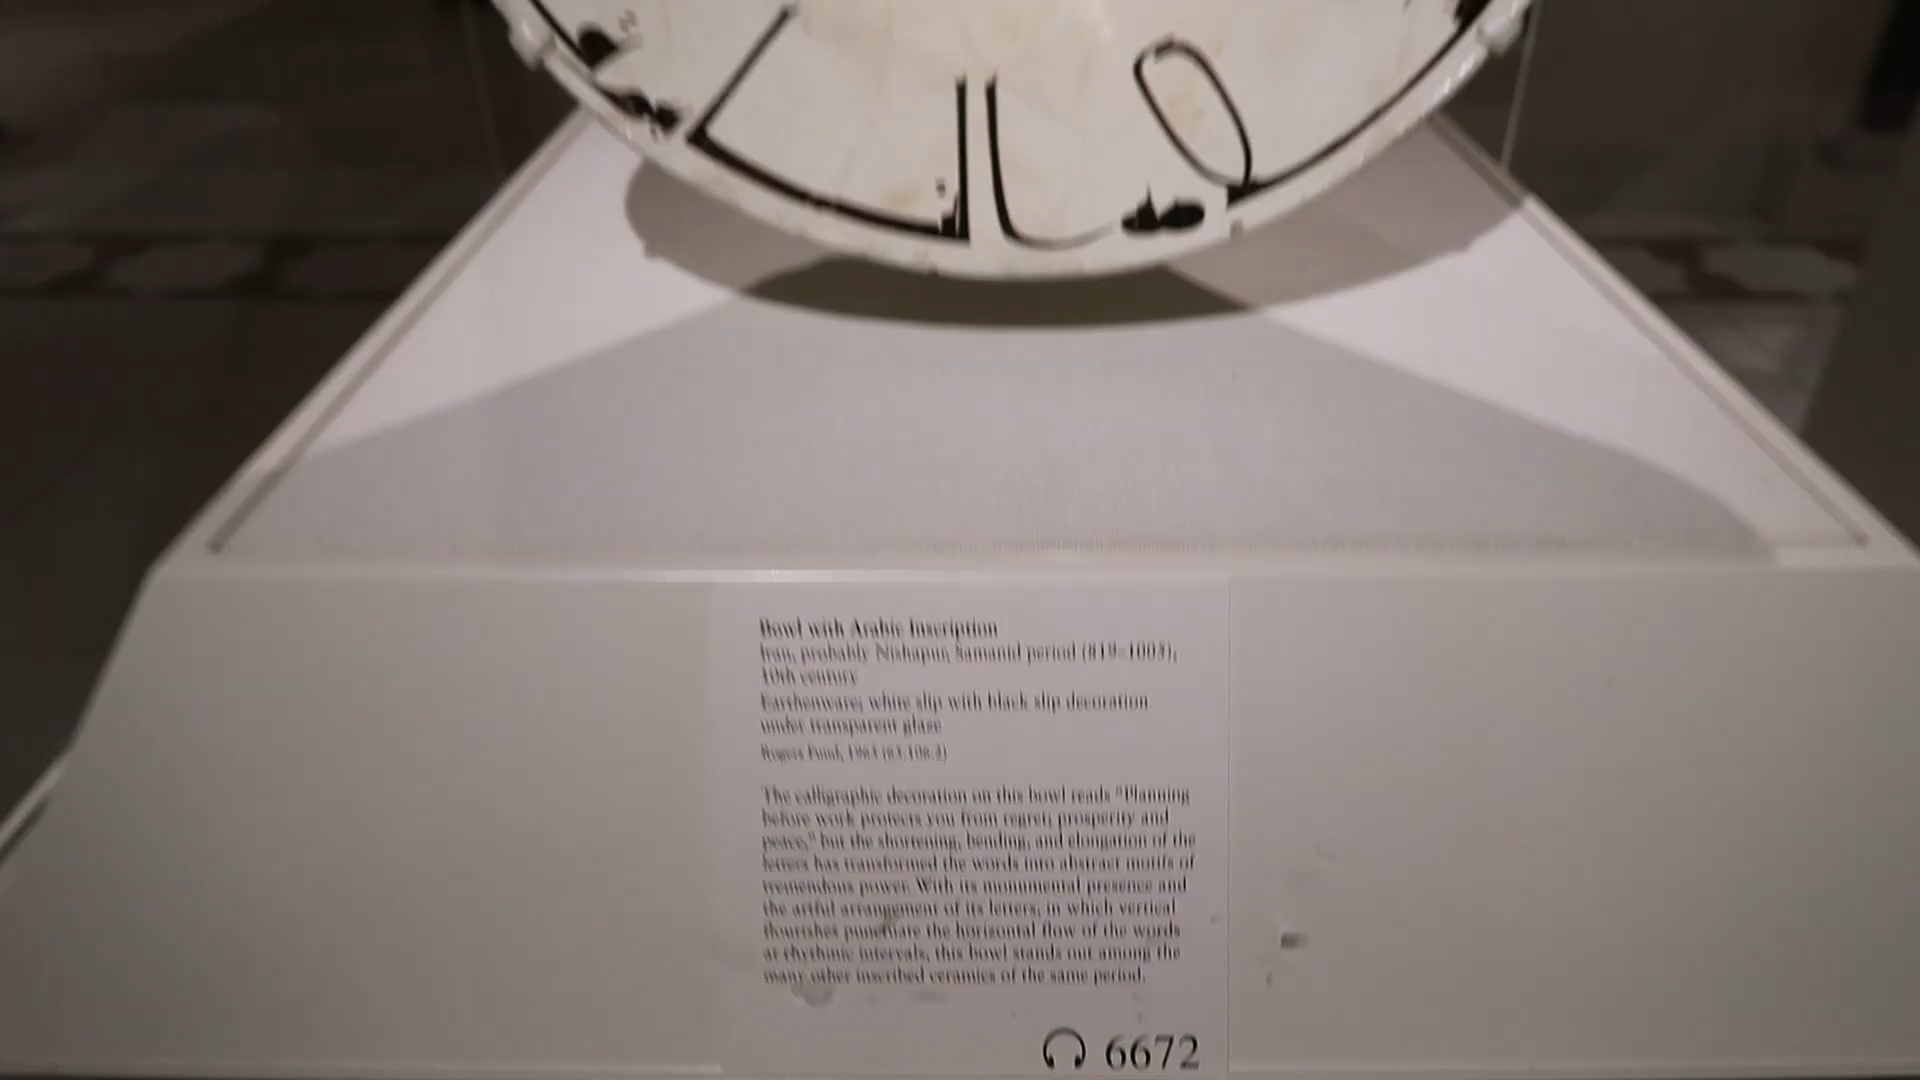 Bowl with Arabic Inscription
Iran, probably Nishapur, Samanid period (819–1005),
10th century
Earthenware; white slip with black slip decoration
under transparent glaze
Rogers Fund, 1965 (65.106.2)
The calligraphic decoration on this bowl reads "Planning
before work protects you from regret; prosperity and
peace," but the shortening, bending, and elongation of the
letters has transformed the words into abstract motifs of
tremendous power. With its monumental presence and
the artful arrangement of its letters, in which vertical
flourishes punctuate the horizontal flow of the words
at rhythmic intervals, this bowl stands out among the
many other inscribed ceramics of the same period.
6672